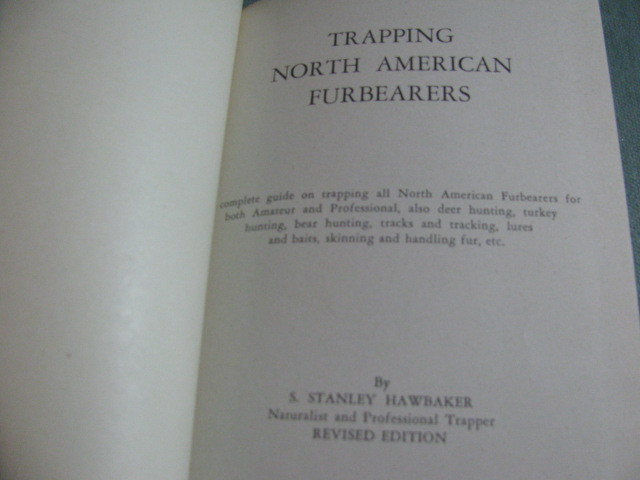 TRAPPING
NORTH AMERICAN
FURBEARERS
complete guide on trapping all North American Furbearers for
both Amateur and Professional, also deer hunting, turkey
hunting, bear hunting, tracks and tracking, lures
and baits, skinning and handling fur, etc.
By
S. STANLEY HAWBAKER
Naturalist and Professional Trapper
REVISED EDITION